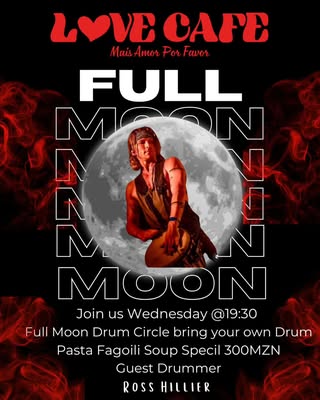 LOVE CAFE
Mais Amor Por Favor
FULL
MOON
MOON
MOON
MOON
MOON
Join us Wednesday @19:30
Full Moon Drum Circle bring your own Drum
Pasta Fagoili Soup Specil 300MZN
Guest Drummer
ROSS HILLIER